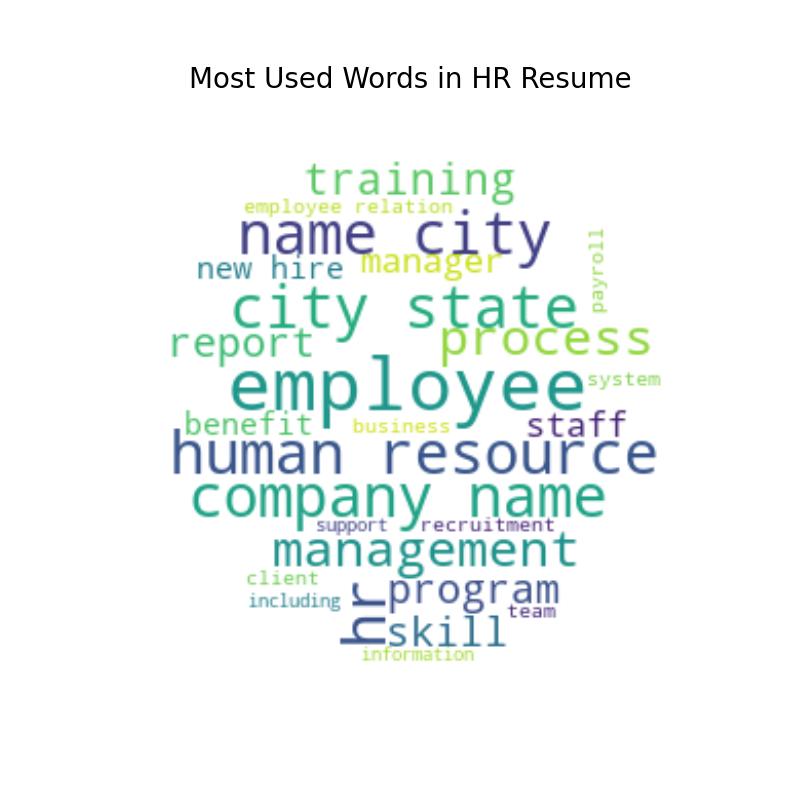 Most Used Words in HR Resume
training
employee relation
name city
new hire
manager
payroll
city state
report
process
employee
system
benefit
business
staff
human resource
company name
support
recruitment
management
client
program
including
hr
team
skill
information